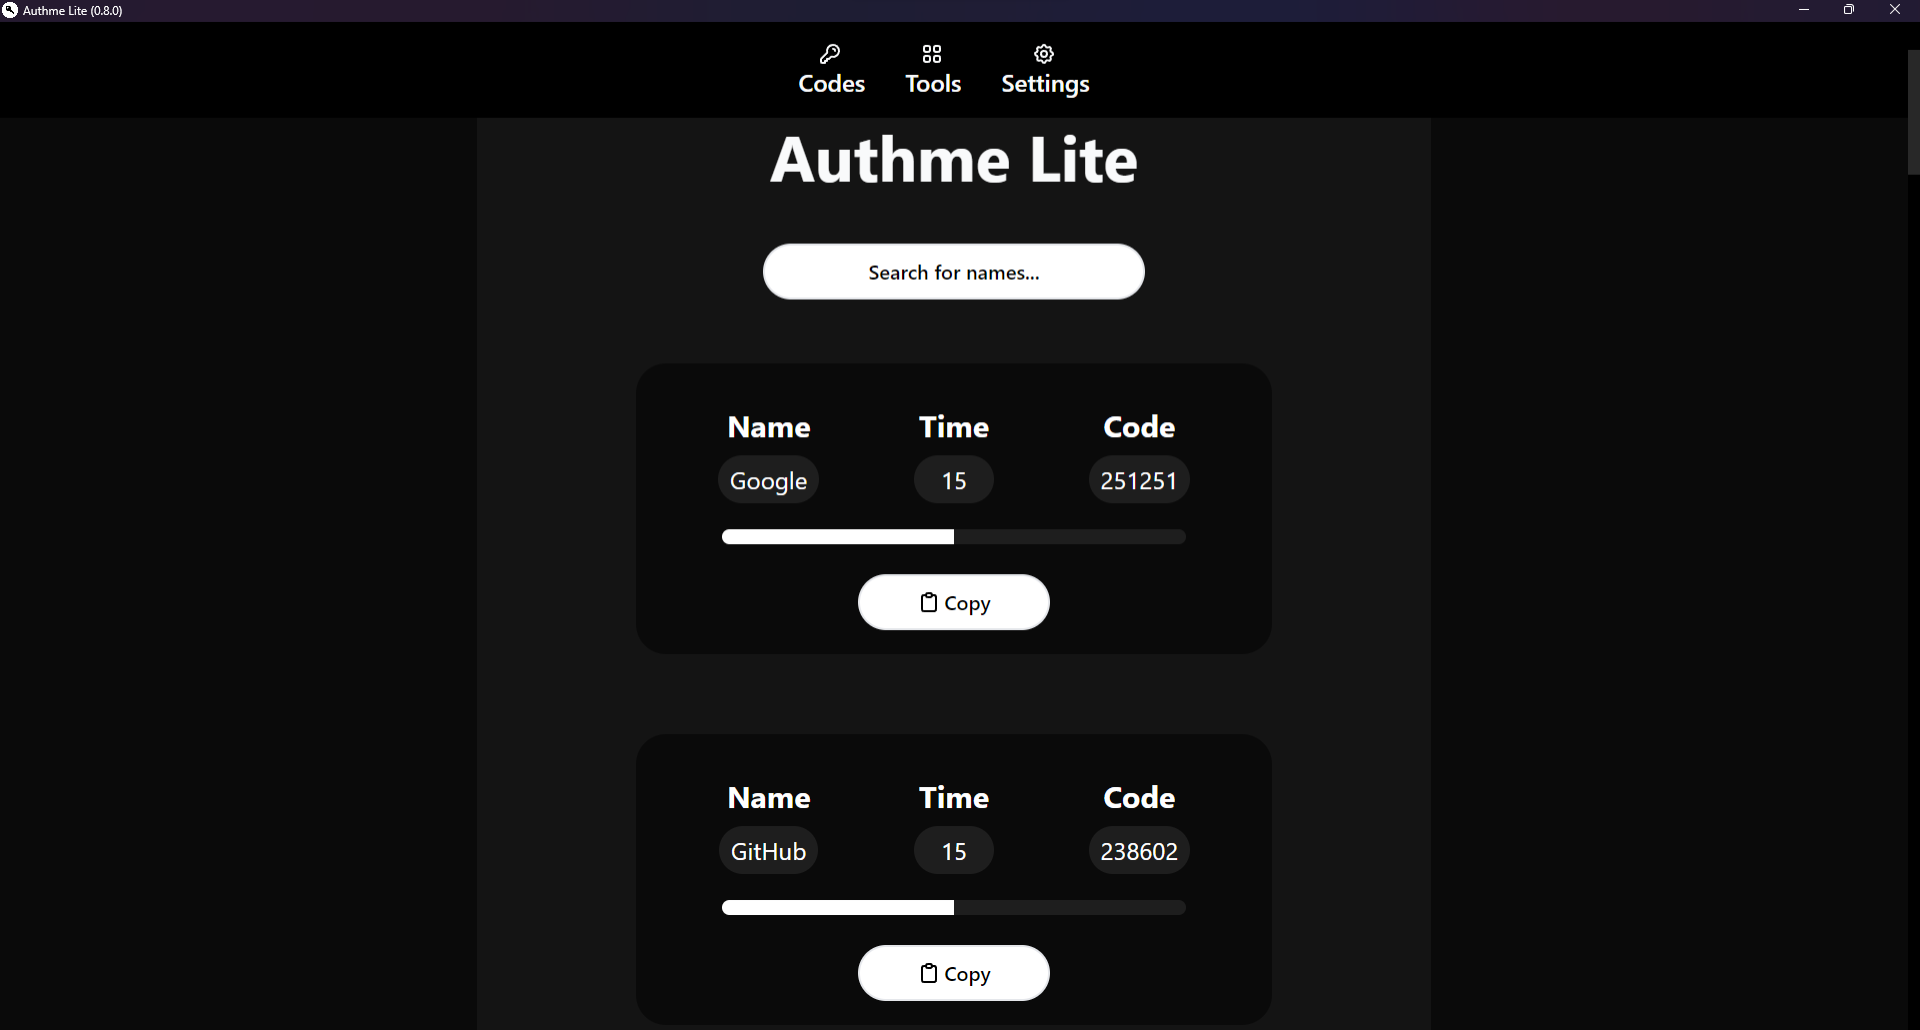 Authme Lite (0.8.0)
Codes Tools Settings
Authme Lite
Search for names...
Name Time Code
Google 15 251251
Copy
Name Time Code
GitHub 15 238602
Copy